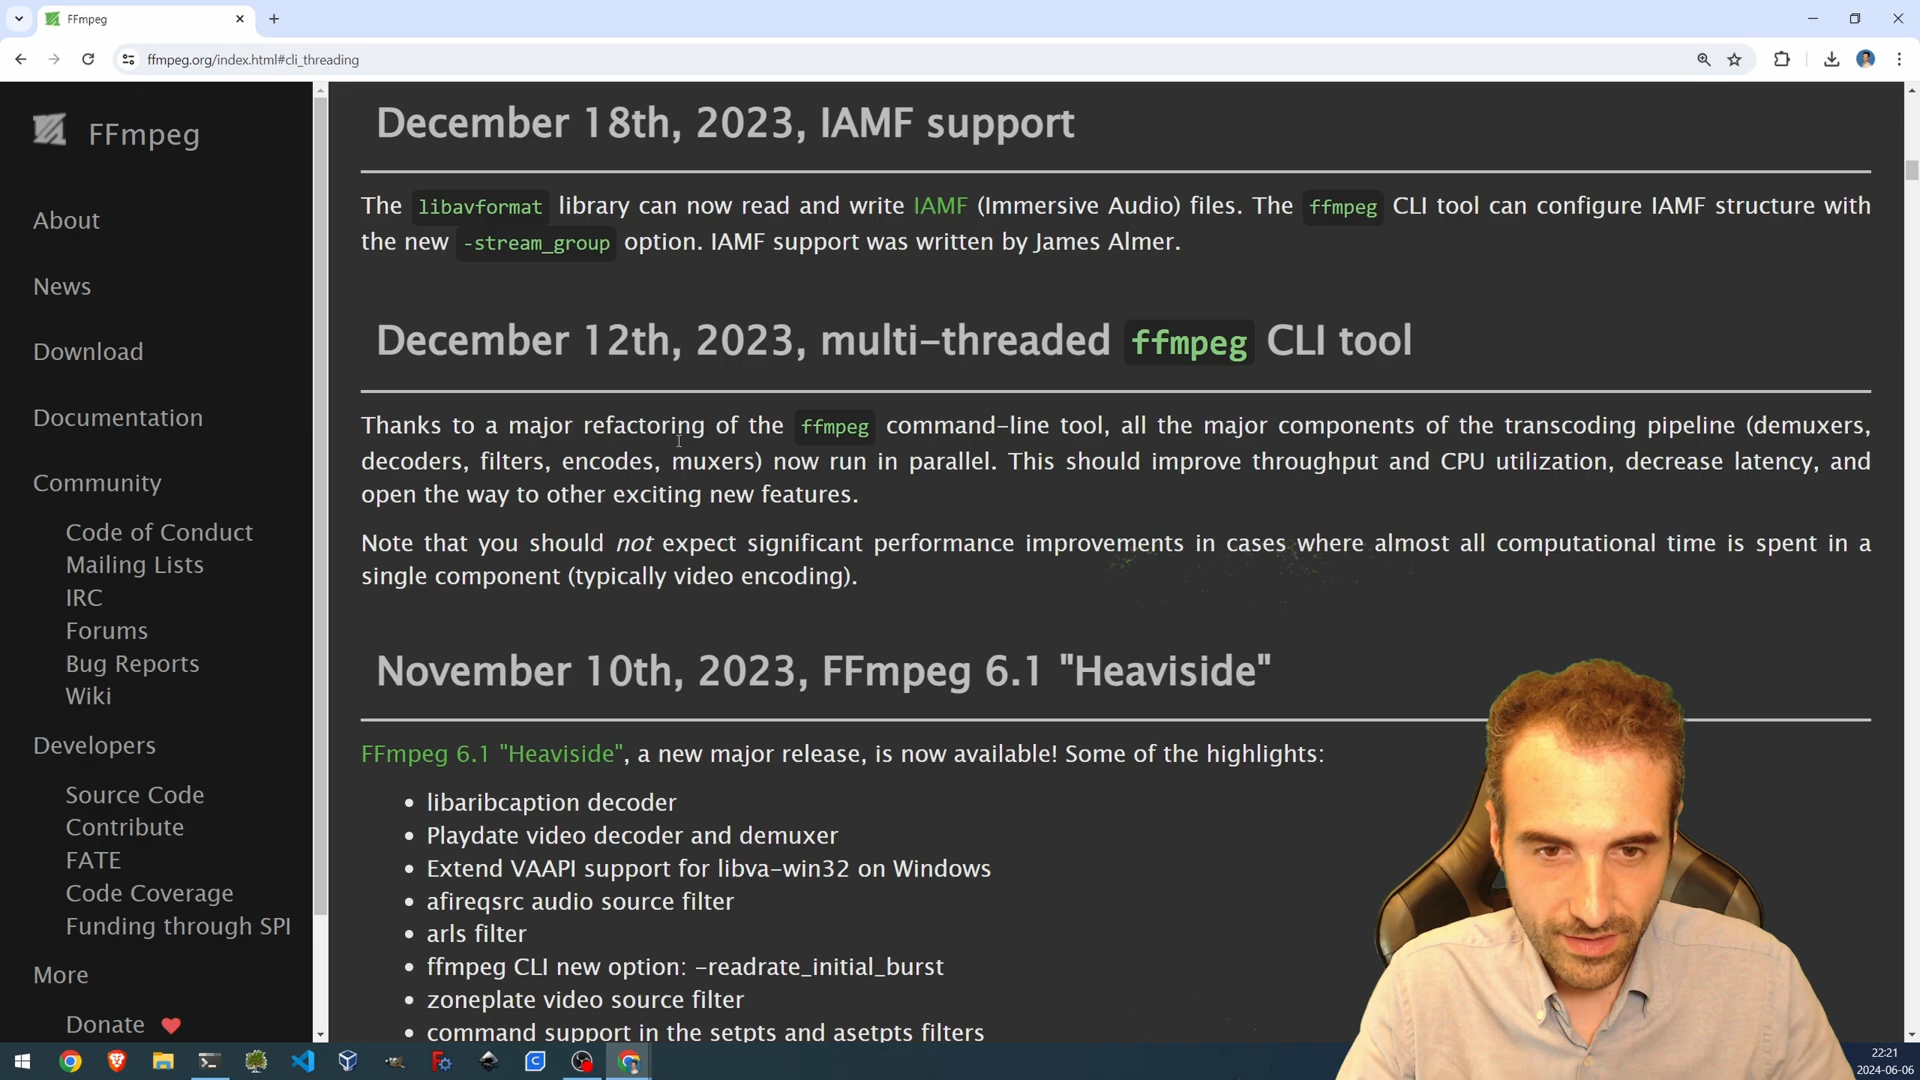 FFmpeg
ffmpeg.org/index.html#cli_threading
FFmpeg
About
News
Download
Documentation
Community
Code of Conduct
Mailing Lists
IRC
Forums
Bug Reports
Wiki
Developers
Source Code
Contribute
FATE
Code Coverage
Funding through SPI
More
Donate
December 18th, 2023, IAMF support
The libavformat library can now read and write IAMF (Immersive Audio) files. The ffmpeg CLI tool can configure IAMF structure with
the new -stream_group option. IAMF support was written by James Almer.
December 12th, 2023, multi-threaded ffmpeg CLI tool
Thanks to a major refactoring of the ffmpeg command-line tool, all the major components of the transcoding pipeline (demuxers,
decoders, filters, encodes, muxers) now run in parallel. This should improve throughput and CPU utilization, decrease latency, and
open the way to other exciting new features.
Note that you should not expect significant performance improvements in cases where almost all computational time is spent in a
single component (typically video encoding).
November 10th, 2023, FFmpeg 6.1 "Heaviside"
FFmpeg 6.1 "Heaviside", a new major release, is now available! Some of the highlights:
• libaribcaption decoder
• Playdate video decoder and demuxer
• Extend VAAPI support for libva-win32 on Windows
• afireqsrc audio source filter
• arls filter
• ffmpeg CLI new option: -readrate_initial_burst
• zoneplate video source filter
• command support in the setpts and asetpts filters
22:21
2024-06-06